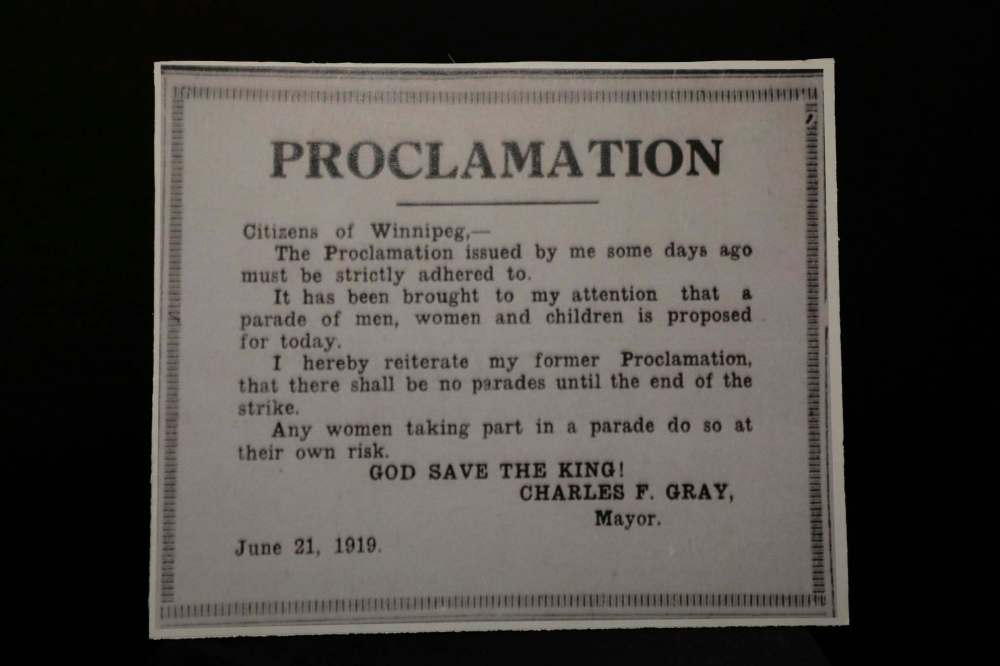 PROCLAMATION
Citizens of Winnipeg,—
The Proclamation issued by me some days ago
must be strictly adhered to.
It has been brought to my attention that a
parade of men, women and children is proposed
for today.
I hereby reiterate my former Proclamation,
that there shall be no parades until the end of the
strike.
Any women taking part in a parade do so at
their own risk.
GOD SAVE THE KING!
CHARLES F. GRAY,
Mayor.
June 21, 1919.